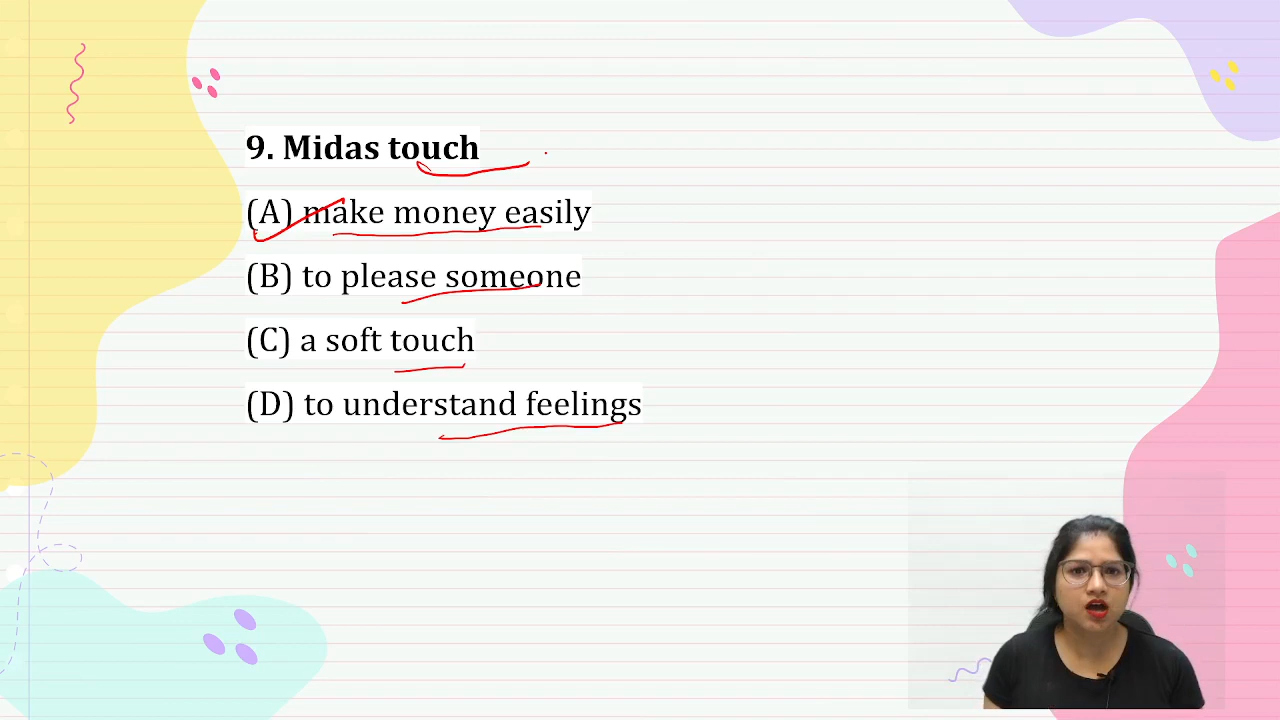 9. Midas touch
(A) make money easily
(B) to please someone
(C) a soft touch
(D) to understand feelings